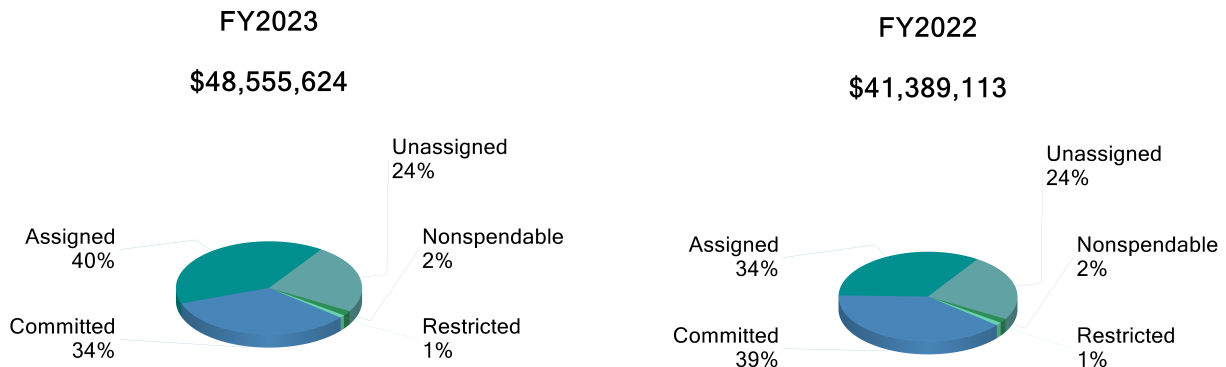 FY2023
$48,555,624
Unassigned
24%
Assigned
40%
Nonspendable
2%
Committed
34%
Restricted
1%
FY2022
$41,389,113
Unassigned
24%
Assigned
34%
Nonspendable
2%
Committed
39%
Restricted
1%